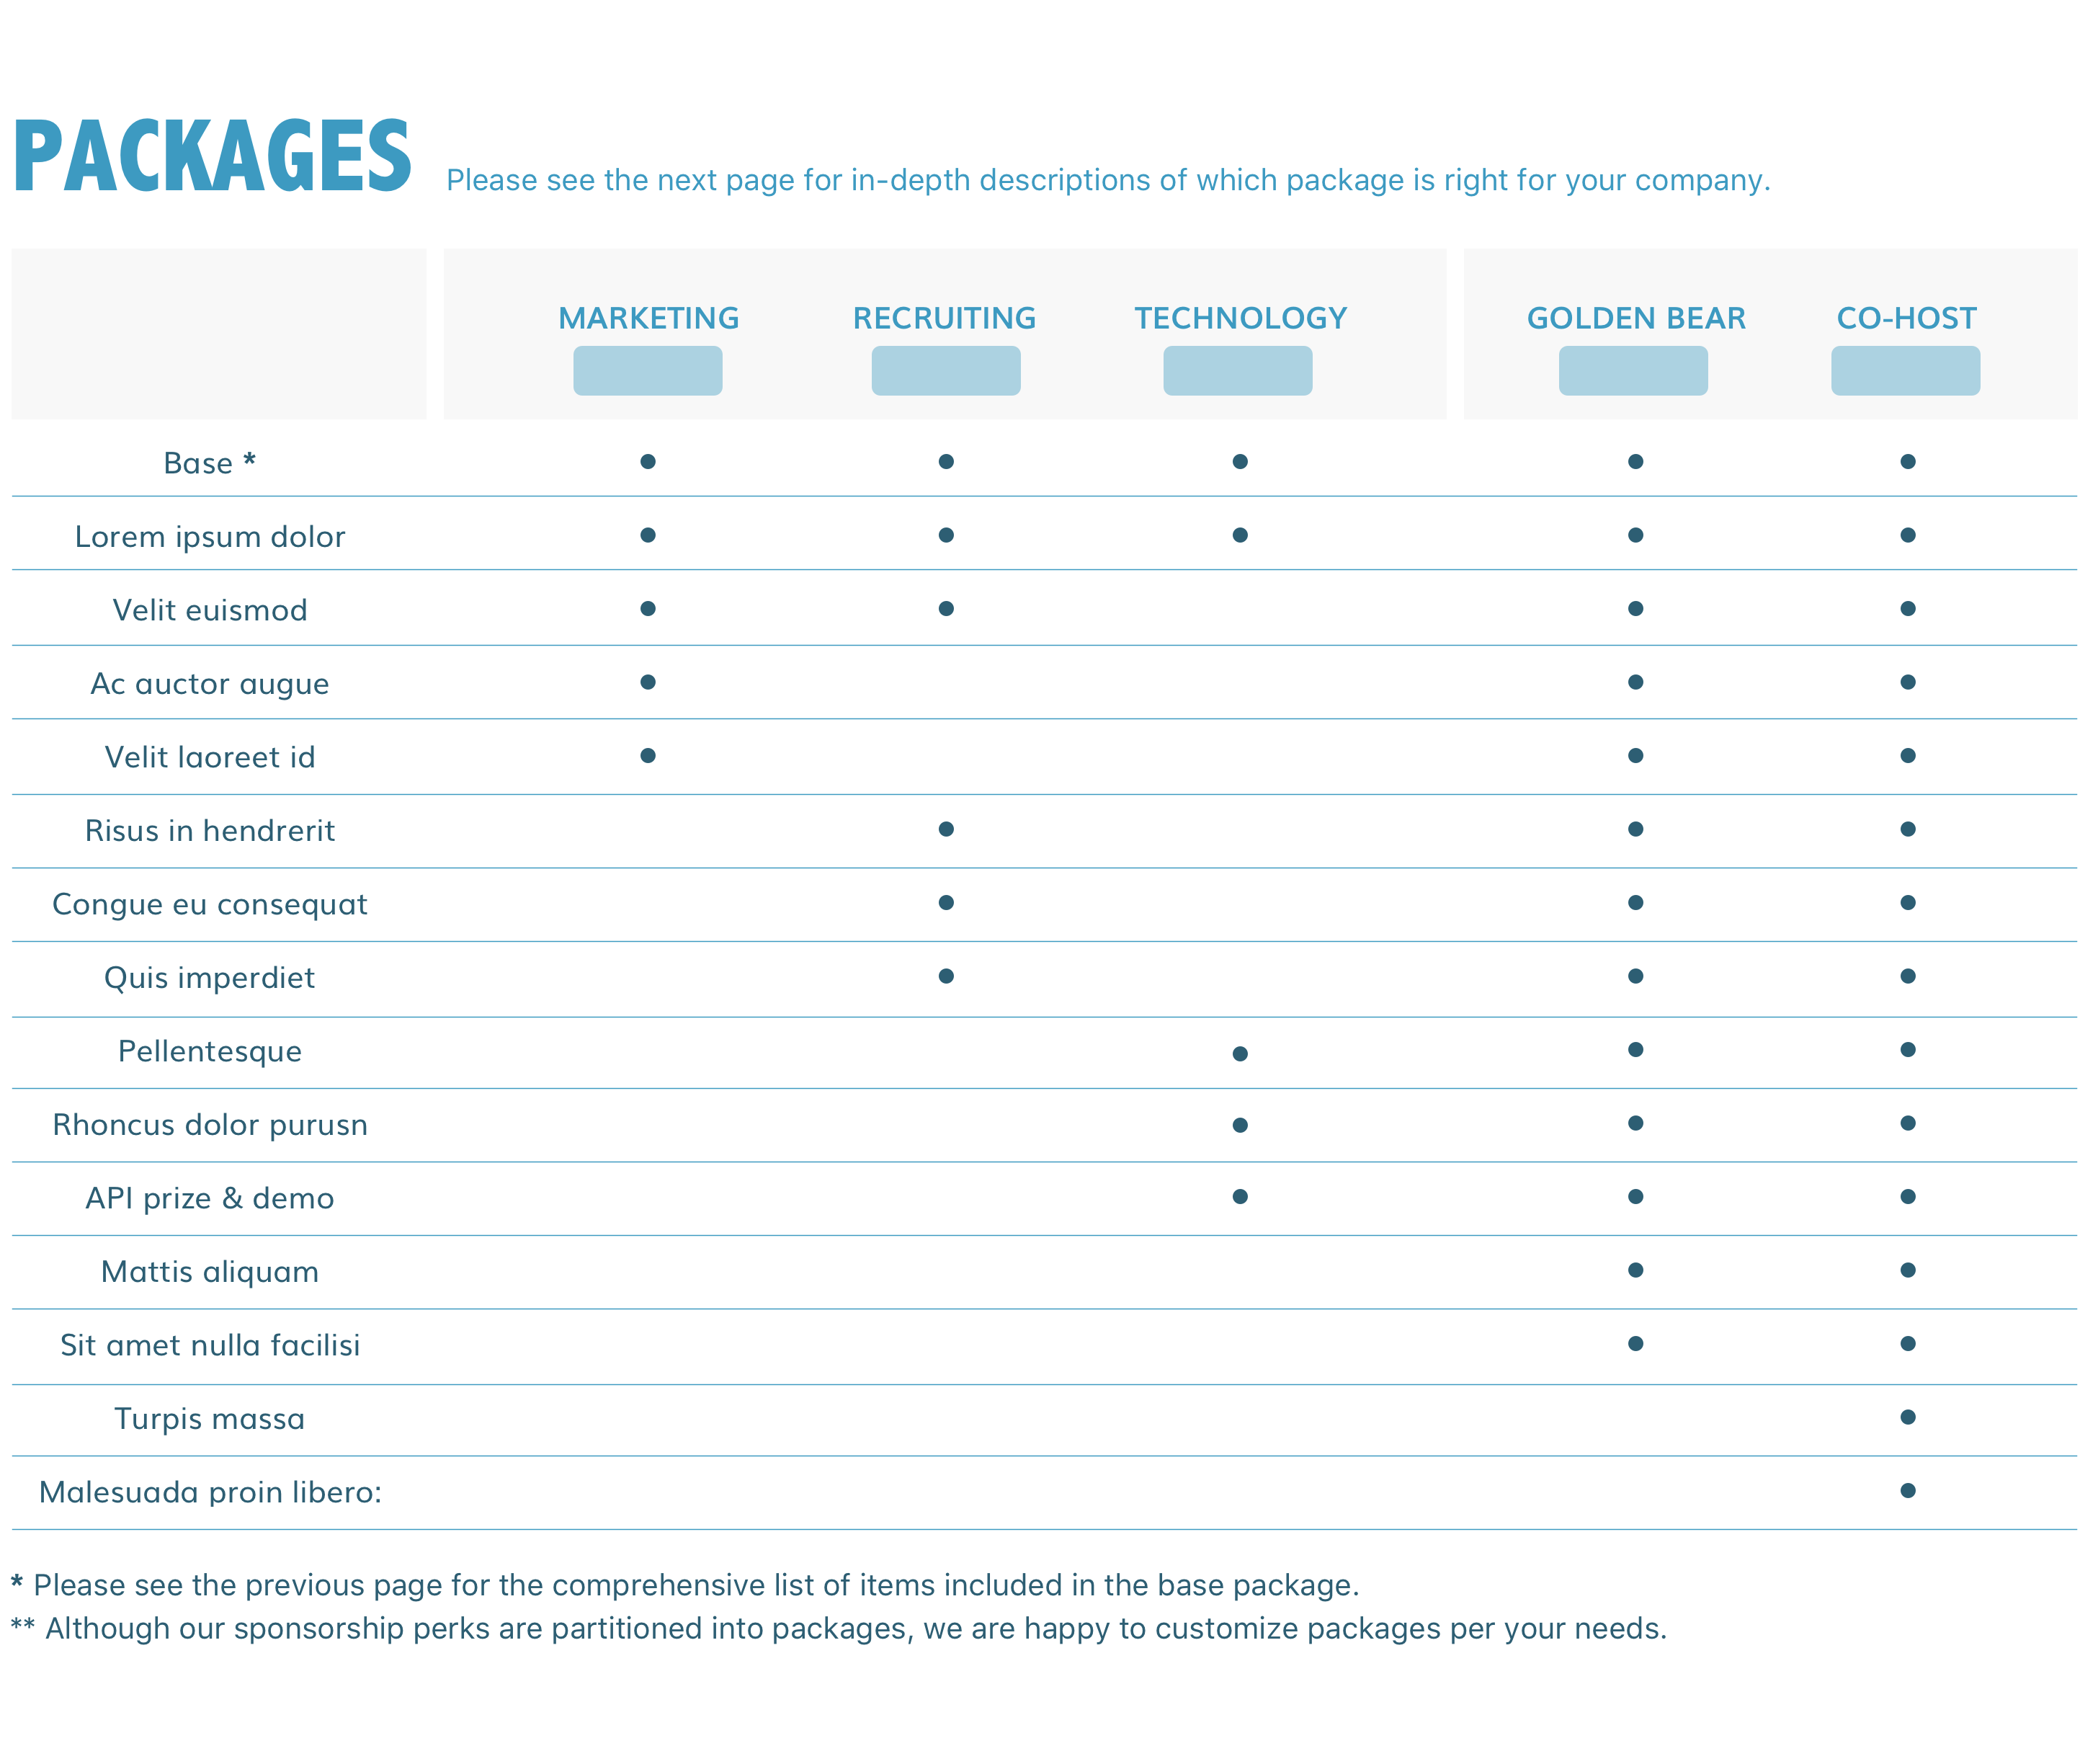 PACKAGES Please see the next page for in-depth descriptions of which package is right for your company.
MARKETING RECRUITING TECHNOLOGY GOLDEN BEAR CO-HOST
Base *
Lorem ipsum dolor
Velit euismod
Ac auctor augue
Velit laoreet id
Risus in hendrerit
Congue eu consequat
Quis imperdiet
Pellentesque
Rhoncus dolor purusn
API prize & demo
Mattis aliquam
Sit amet nulla facilisi
Turpis massa
Malesuada proin libero:
* Please see the previous page for the comprehensive list of items included in the base package.
** Although our sponsorship perks are partitioned into packages, we are happy to customize packages per your needs.